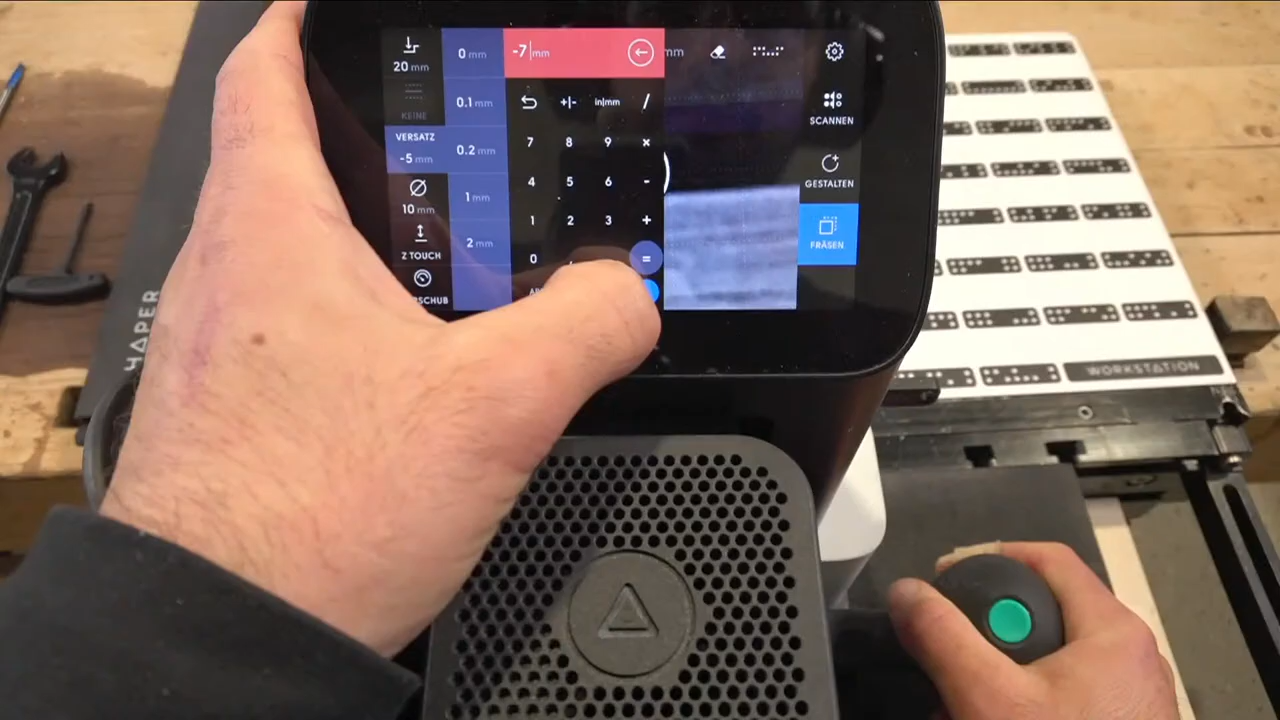 20 mm
KEINE
VERSATZ
-5 mm
10 mm
Z TOUCH
0 mm
0.1 mm
0.2 mm
1 mm
2 mm
-7 mm
mm
+|- in|mm /
7 8 9 ×
4 5 6 -
1 2 3 +
0 , =
SCANNEN
GESTALTEN
FRÄSEN
WORKSTATION